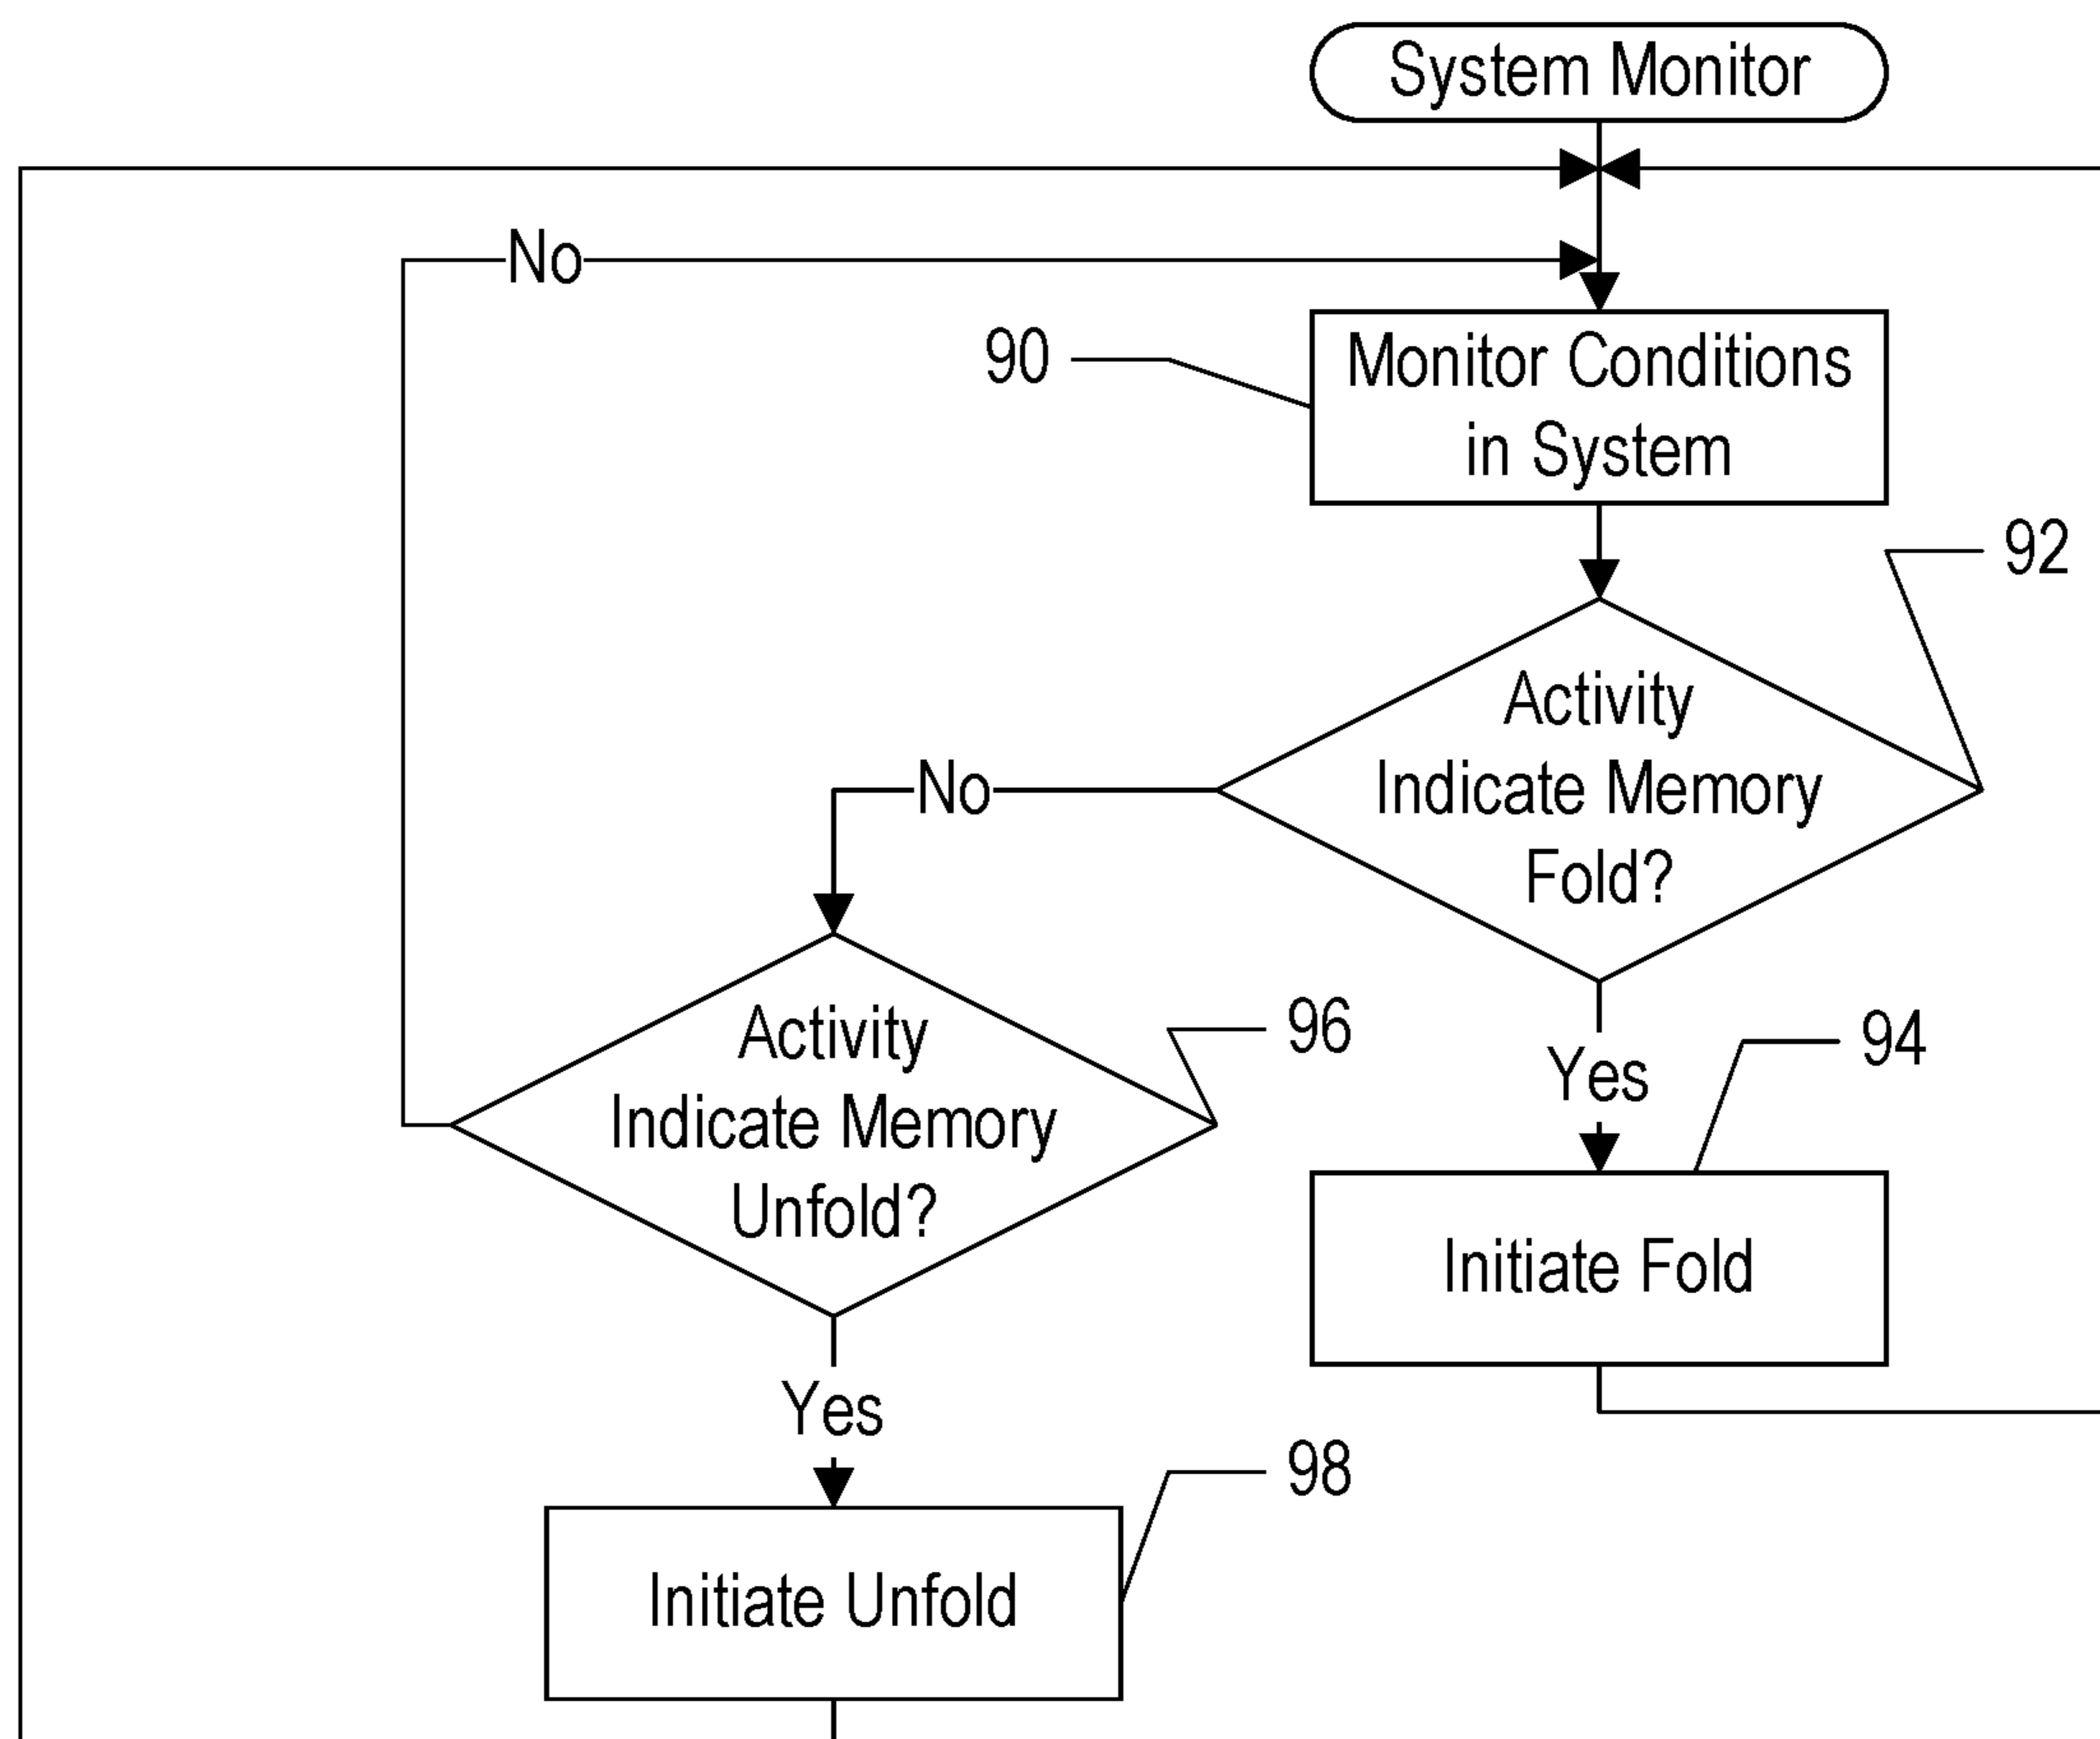 System Monitor
No
90
Monitor Conditions
in System
92
Activity
Indicate Memory
Fold?
No
Activity
Indicate Memory
Unfold?
96
Yes
94
Initiate Fold
Yes
98
Initiate Unfold